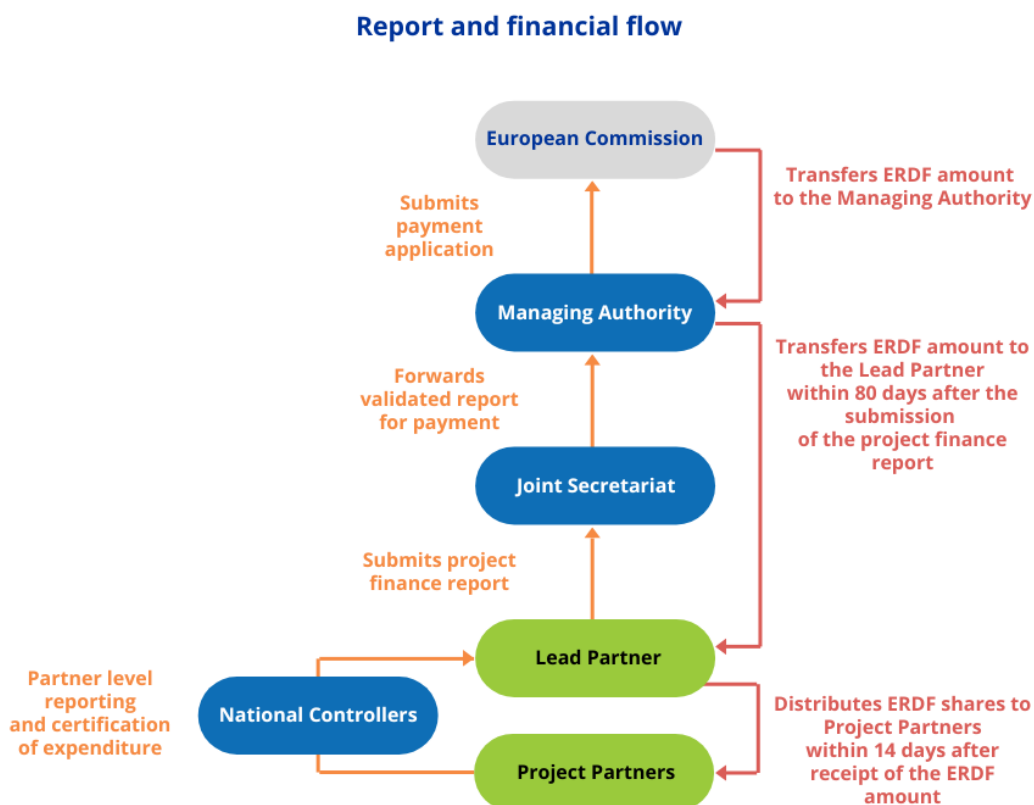 Report and financial flow
European Commission
Transfers ERDF amount
to the Managing Authority
Submits
payment
application
Managing Authority
Transfers ERDF amount to
the Lead Partner
within 80 days after the
submission
of the project finance
report
Forwards
validated report
for payment
Joint Secretariat
Submits project
finance report
Lead Partner
Partner level
reporting
and certification
of expenditure
National Controllers
Distributes ERDF shares to
Project Partners
within 14 days after
receipt of the ERDF
amount
Project Partners